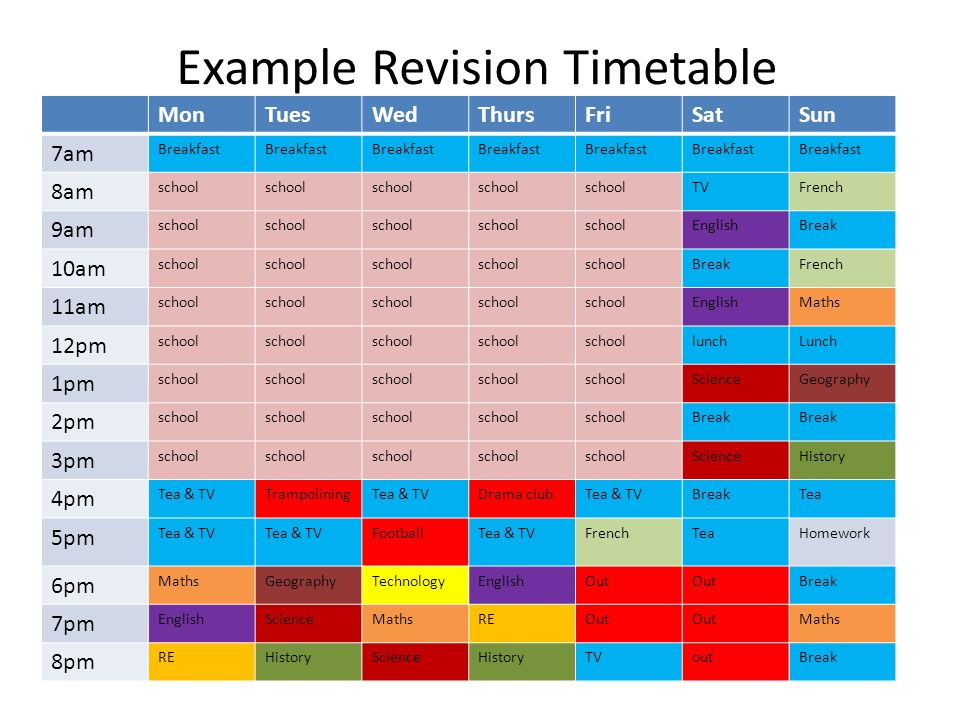 Example Revision Timetable
Mon Tues Wed Thurs Fri Sat Sun
7am Breakfast Breakfast Breakfast Breakfast Breakfast Breakfast Breakfast
8am school school school school school TV French
9am school school school school school English Break
10am school school school school school Break French
11am school school school school school English Maths
12pm school school school school school lunch Lunch
1pm school school school school school Science Geography
2pm school school school school school Break Break
3pm school school school school school Science History
4pm Tea & TV Trampolining Tea & TV Drama club Tea & TV Break Tea
5pm Tea & TV Tea & TV Football Tea & TV French Tea Homework
6pm Maths Geography Technology English Out Out Break
7pm English Science Maths RE Out Out Maths
8pm RE History Science History TV out Break